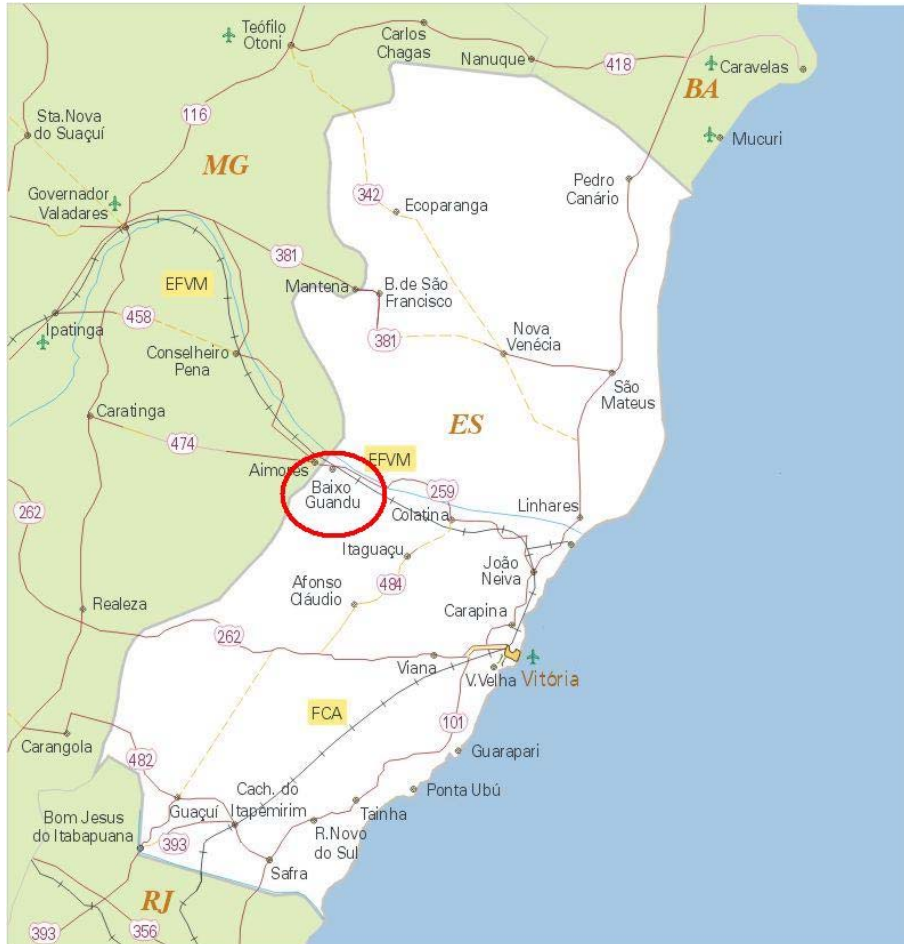 Teófilo
Otoni
Carlos
Chagas
Nanuque
418
Caravelas
BA
Mucuri
Sta.Nova
do Suaçuí
116
MG
Pedro
Canário
Governador
Valadares
342
Ecoparanga
381
EFVM
Mantena
B.de São
Francisco
Ipatinga
458
381
Nova
Venécia
Conselheiro
Pena
São
Mateus
Caratinga
ES
474
Aimores
EFVM
Baixo
Guandu
259
Linhares
262
Colatina
Itaguaçu
João
Neiva
Afonso
Cláudio
484
Realeza
Carapina
262
Viana
V.Velha
Vitória
FCA
101
Carangola
482
Guarapari
Cach. do
Itapemirim
Ponta Ubú
Guaçuí
Tainha
Bom Jesus
do Itabapuana
393
R.Novo
do Sul
Safra
RJ
393
356